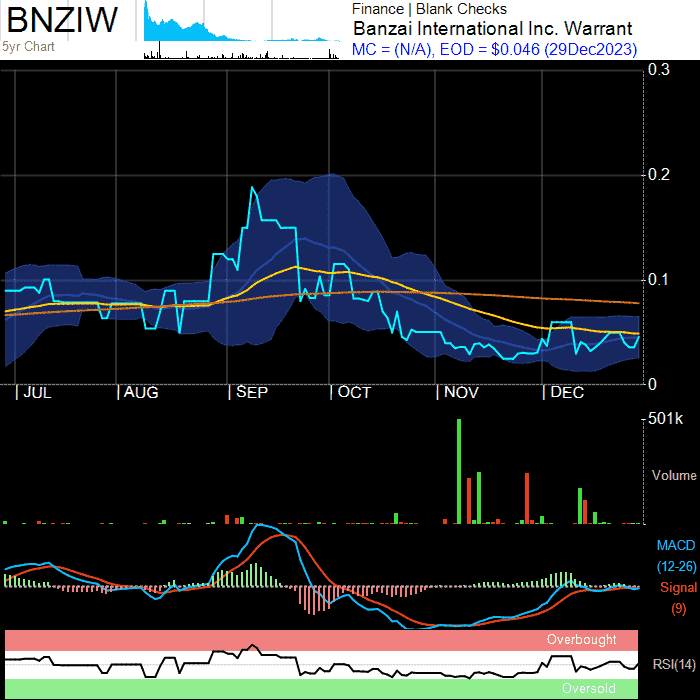 BNZIW
5yr Chart
Finance | Blank Checks
Banzai International Inc. Warrant
MC = (N/A), EOD = $0.046 (29Dec2023)
0.3
0.2
0.1
0
JUL AUG SEP OCT NOV DEC
501k
Volume
MACD
(12-26)
Signal
(9)
Overbought
RSI(14)
Oversold